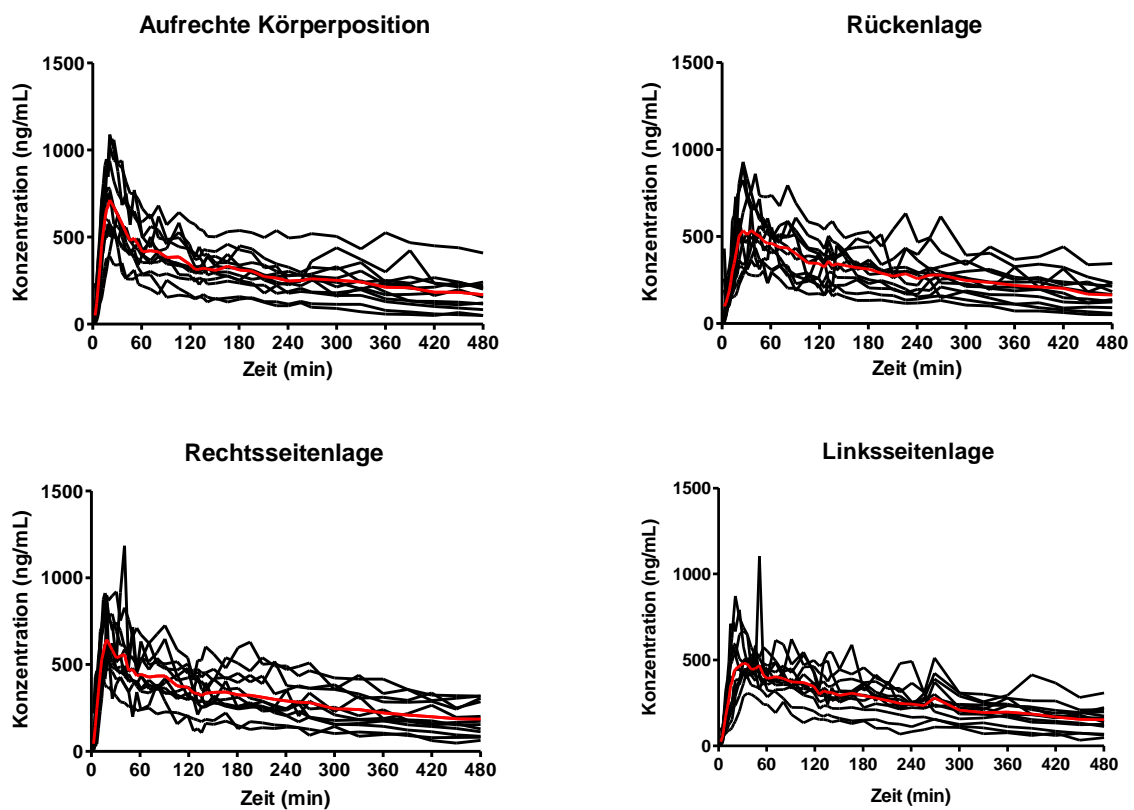 Aufrechte Körperposition
Konzentration (ng/mL)
1500
1000
500
0
0 60 120 180 240 300 360 420 480
Zeit (min)
Rückenlage
Konzentration (ng/mL)
1500
1000
500
0
0 60 120 180 240 300 360 420 480
Zeit (min)
Rechtsseitenlage
Konzentration (ng/mL)
1500
1000
500
0
0 60 120 180 240 300 360 420 480
Zeit (min)
Linksseitenlage
Konzentration (ng/mL)
1500
1000
500
0
0 60 120 180 240 300 360 420 480
Zeit (min)